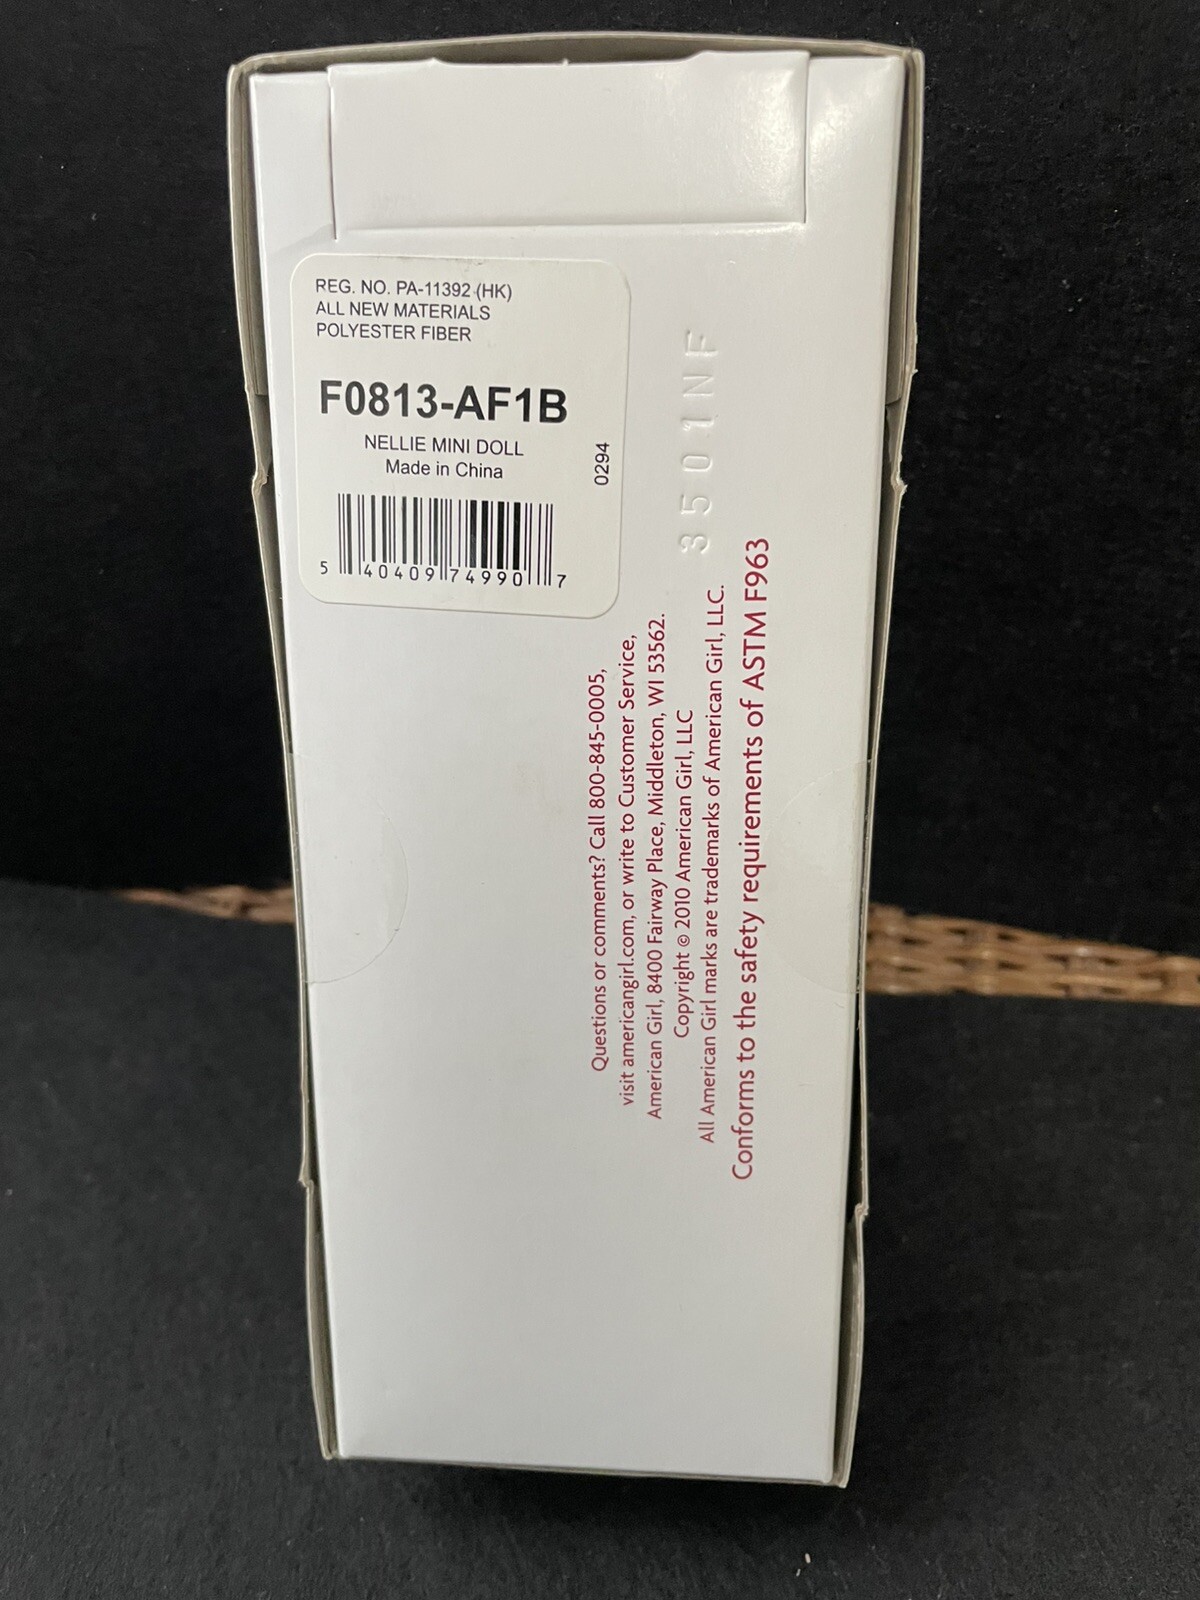 REG. NO. PA-11392 (HK)
ALL NEW MATERIALS
POLYESTER FIBER
F0813-AF1B
NELLIE MINI DOLL
Made in China
0294
5 40409 74990 7
3501NF
Questions or comments? Call 800-845-0005,
visit americangirl.com, or write to Customer Service,
American Girl, 8400 Fairway Place, Middleton, WI 53562.
Copyright © 2010 American Girl, LLC
All American Girl marks are trademarks of American Girl, LLC.
Conforms to the safety requirements of ASTM F963